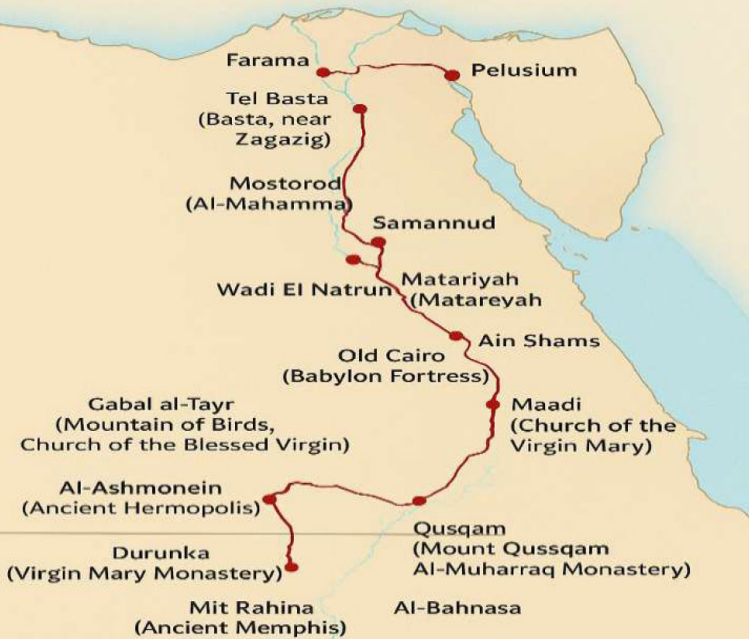 Farama
Pelusium
Tel Basta
(Basta, near
Zagazig)
Mostorod
(Al-Mahamma)
Samannud
Wadi El Natrun
Matariyah
(Matareyah
Ain Shams
Old Cairo
(Babylon Fortress)
Gabal al-Tayr
(Mountain of Birds,
Church of the Blessed Virgin)
Maadi
(Church of the
Virgin Mary)
Al-Ashmonein
(Ancient Hermopolis)
Qusqam
(Mount Qussqam
Al-Muharraq Monastery)
Durunka
(Virgin Mary Monastery)
Mit Rahina
(Ancient Memphis)
Al-Bahnasa